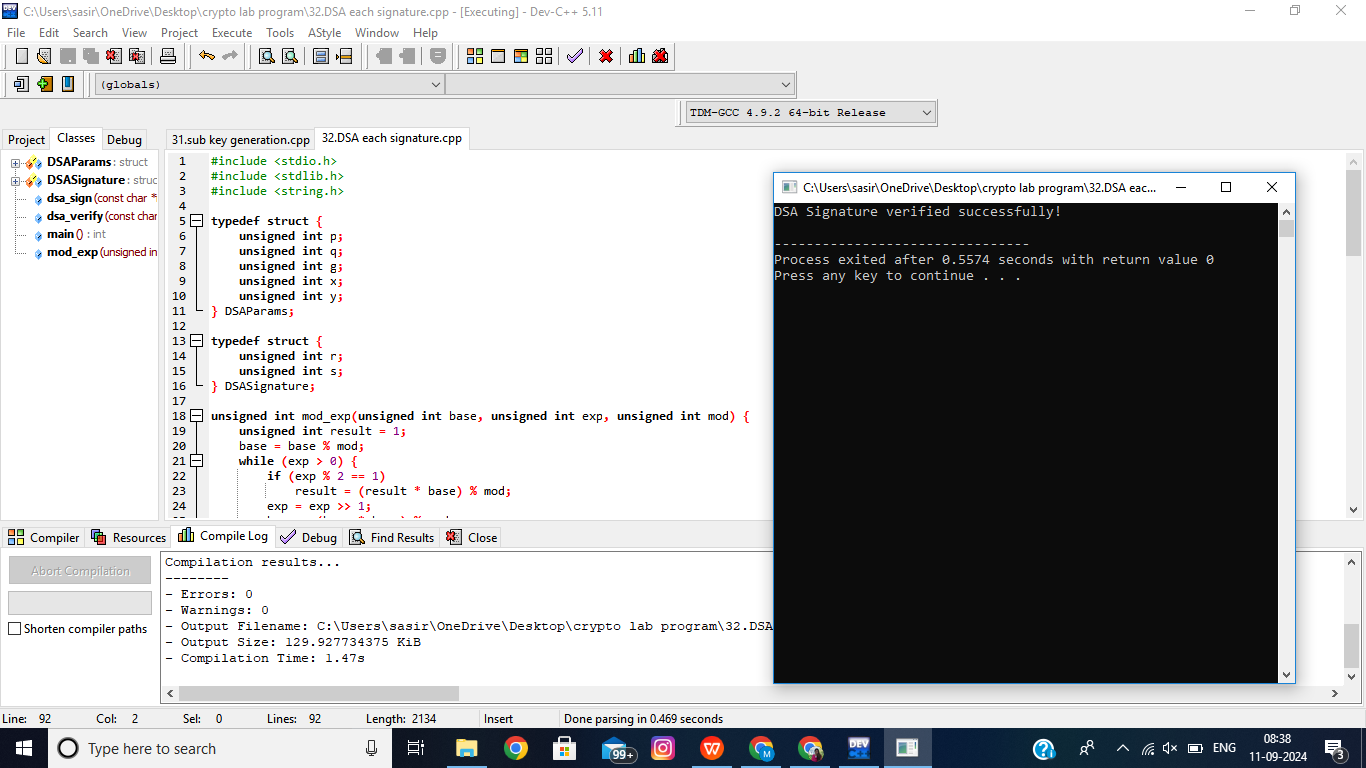 C:\Users\sasir\OneDrive\Desktop\crypto lab program\32.DSA each signature.cpp - [Executing] - Dev-C++ 5.11
File Edit Search View Project Execute Tools AStyle Window Help
(globals)
TDM-GCC 4.9.2 64-bit Release
Project Classes Debug
31.sub key generation.cpp 32.DSA each signature.cpp
DSAParams : struct
DSASignature : struc
dsa_sign (const char *
dsa_verify (const char
main () : int
mod_exp (unsigned in
1 #include <stdio.h>
2 #include <stdlib.h>
3 #include <string.h>
4
5 typedef struct {
6 unsigned int p;
7 unsigned int q;
8 unsigned int g;
9 unsigned int x;
10 unsigned int y;
11 } DSAParams;
12
13 typedef struct {
14 unsigned int r;
15 unsigned int s;
16 } DSASignature;
17
18 unsigned int mod_exp(unsigned int base, unsigned int exp, unsigned int mod) {
19 unsigned int result = 1;
20 base = base % mod;
21 while (exp > 0) {
22 if (exp % 2 == 1)
23 result = (result * base) % mod;
24 exp = exp >> 1;
C:\Users\sasir\OneDrive\Desktop\crypto lab program\32.DSA eac...
DSA Signature verified successfully!
--------------------------------
Process exited after 0.5574 seconds with return value 0
Press any key to continue . . .
Compiler Resources Compile Log Debug Find Results Close
Abort Compilation
Shorten compiler paths
Compilation results...
--------
- Errors: 0
- Warnings: 0
- Output Filename: C:\Users\sasir\OneDrive\Desktop\crypto lab program\32.DSA
- Output Size: 129.927734375 KiB
- Compilation Time: 1.47s
Line: 92 Col: 2 Sel: 0 Lines: 92 Length: 2134 Insert Done parsing in 0.469 seconds
Type here to search
99+
ENG
08:38
11-09-2024
3